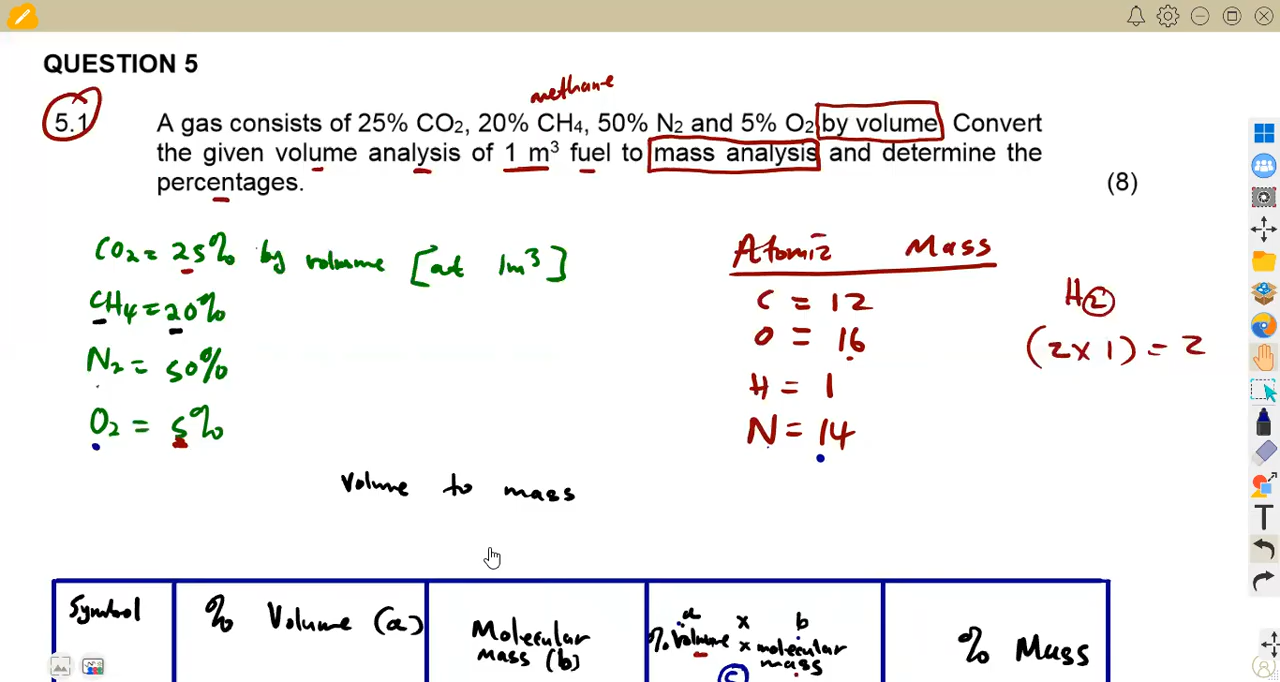 QUESTION 5
methane
5.1 A gas consists of 25% CO₂, 20% CH₄, 50% N₂ and 5% O₂ by volume. Convert
the given volume analysis of 1 m³ fuel to mass analysis and determine the
percentages. (8)
CO₂ = 25% by volume [at 1m³]
CH₄ = 20%
N₂ = 50%
O₂ = 5%
Atomic Mass
C = 12
O = 16
H = 1
N = 14
H₂
(2 x 1) = 2
Volume to mass
Symbol
% Volume (a)
Molecular
mass (b)
a x b
% volume x molecular
mass
% Mass
T